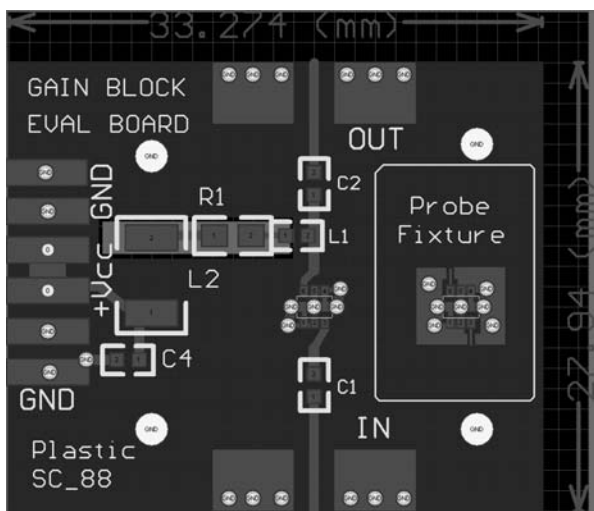 33.274 (mm)
GAIN BLOCK
EVAL BOARD
OUT
GND
+Vcc
GND
R1
L2
L1
C2
C4
C1
Probe
Fixture
27.94 (mm)
IN
Plastic
SC_88